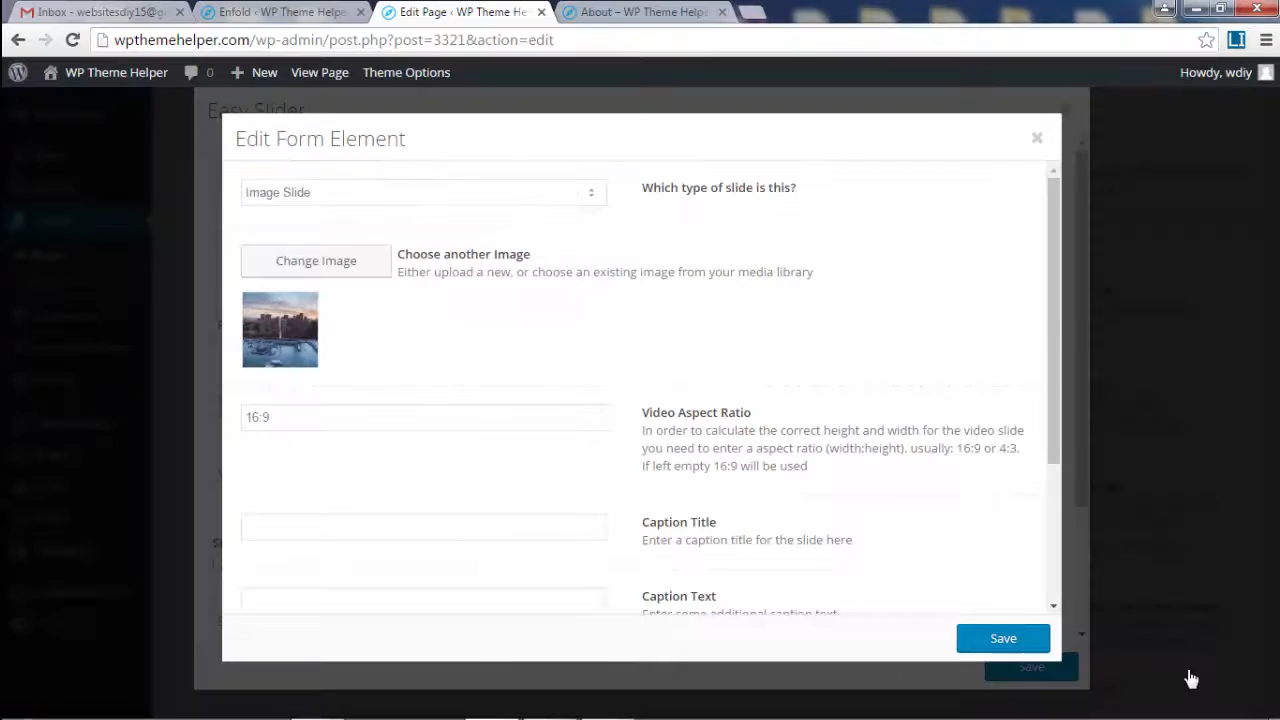 Inbox - websitesdiy15@g
Enfold ‹ WP Theme Helpe
Edit Page ‹ WP Theme He
About – WP Theme Helpe
wpthemehelper.com/wp-admin/post.php?post=3321&action=edit
WP Theme Helper
0
New
View Page
Theme Options
Howdy, wdiy
Easy Slider
Edit Form Element
Image Slide
Which type of slide is this?
Change Image
Choose another Image
Either upload a new, or choose an existing image from your media library
16:9
Video Aspect Ratio
In order to calculate the correct height and width for the video slide
you need to enter a aspect ratio (width:height). usually: 16:9 or 4:3.
If left empty 16:9 will be used
Caption Title
Enter a caption title for the slide here
Caption Text
Enter some additional caption text
Save
Save